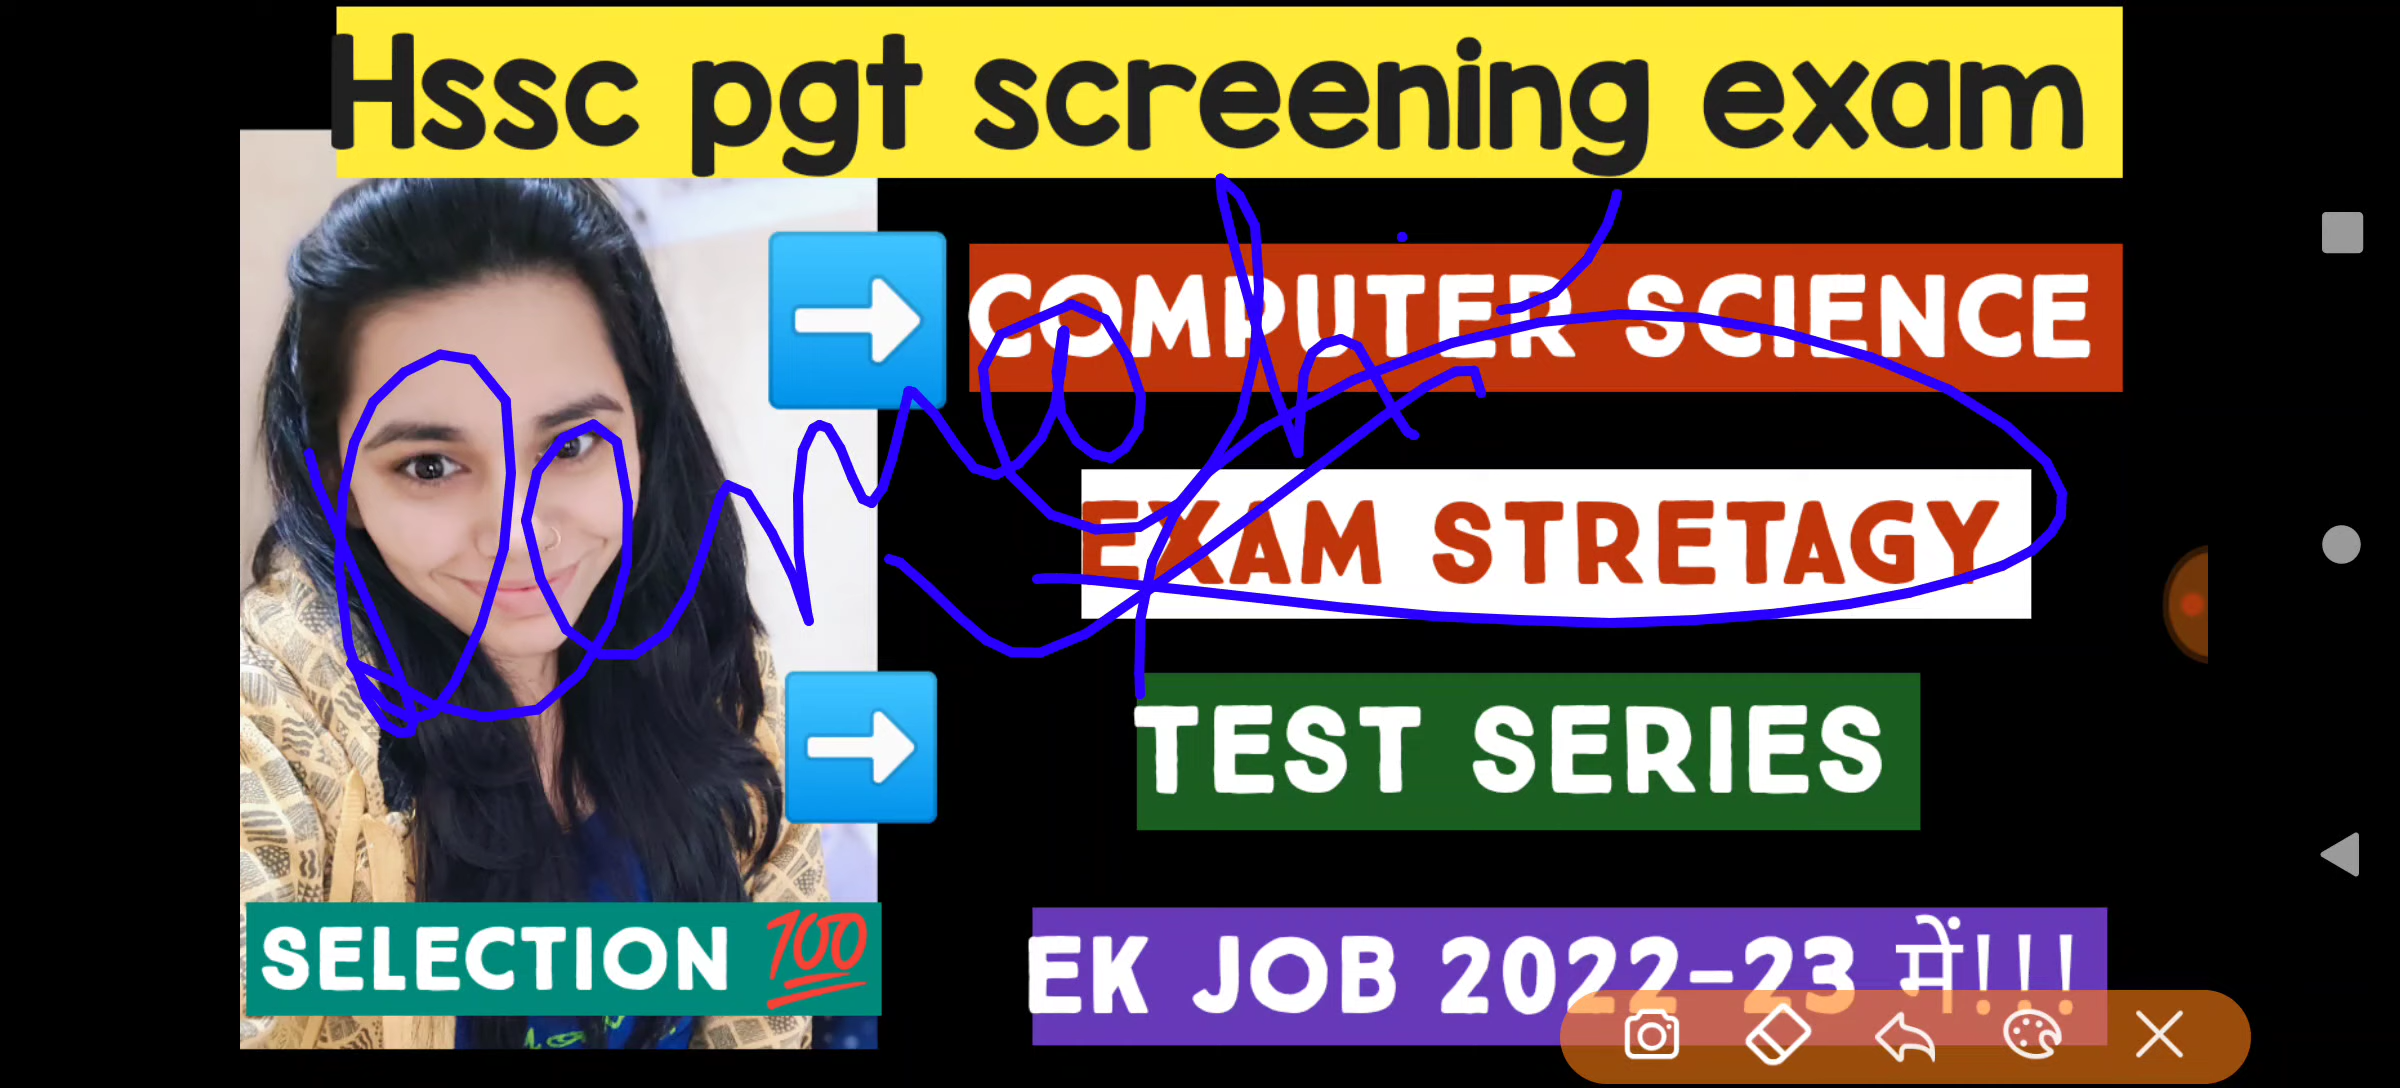 Hssc pgt screening exam
COMPUTER SCIENCE
EXAM STRETAGY
TEST SERIES
SELECTION 💯
EK JOB 2022-23 में!!!